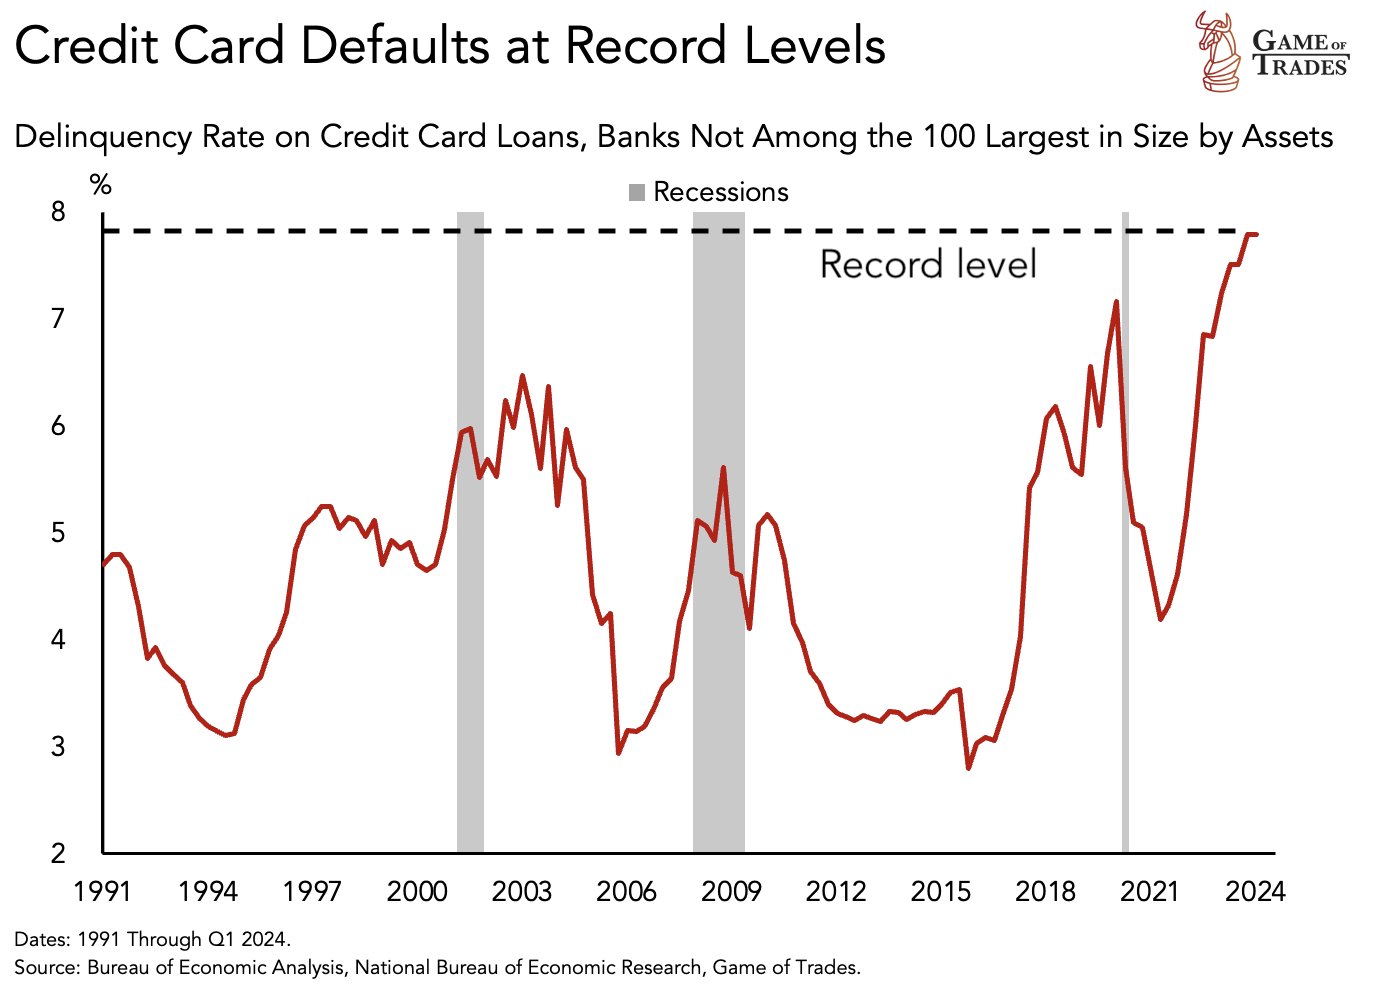 Credit Card Defaults at Record Levels
GAME OF
TRADES
Delinquency Rate on Credit Card Loans, Banks Not Among the 100 Largest in Size by Assets
%
Recessions
8
Record level
7
6
5
4
3
2
1991 1994 1997 2000 2003 2006 2009 2012 2015 2018 2021 2024
Dates: 1991 Through Q1 2024.
Source: Bureau of Economic Analysis, National Bureau of Economic Research, Game of Trades.